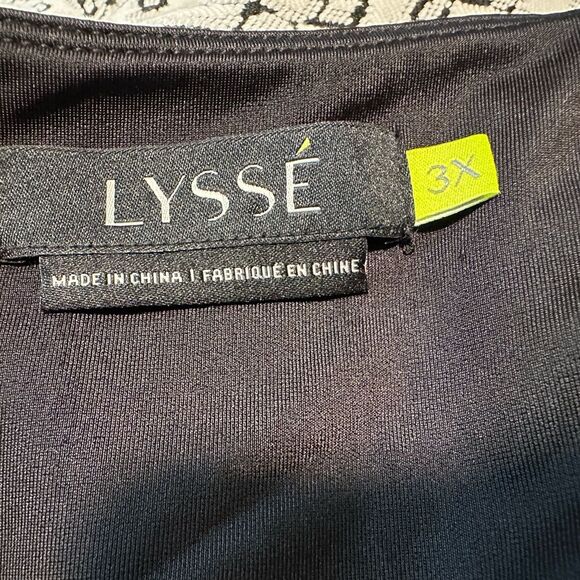 LYSSÉ
3X
MADE IN CHINA | FABRIQUÉ EN CHINE